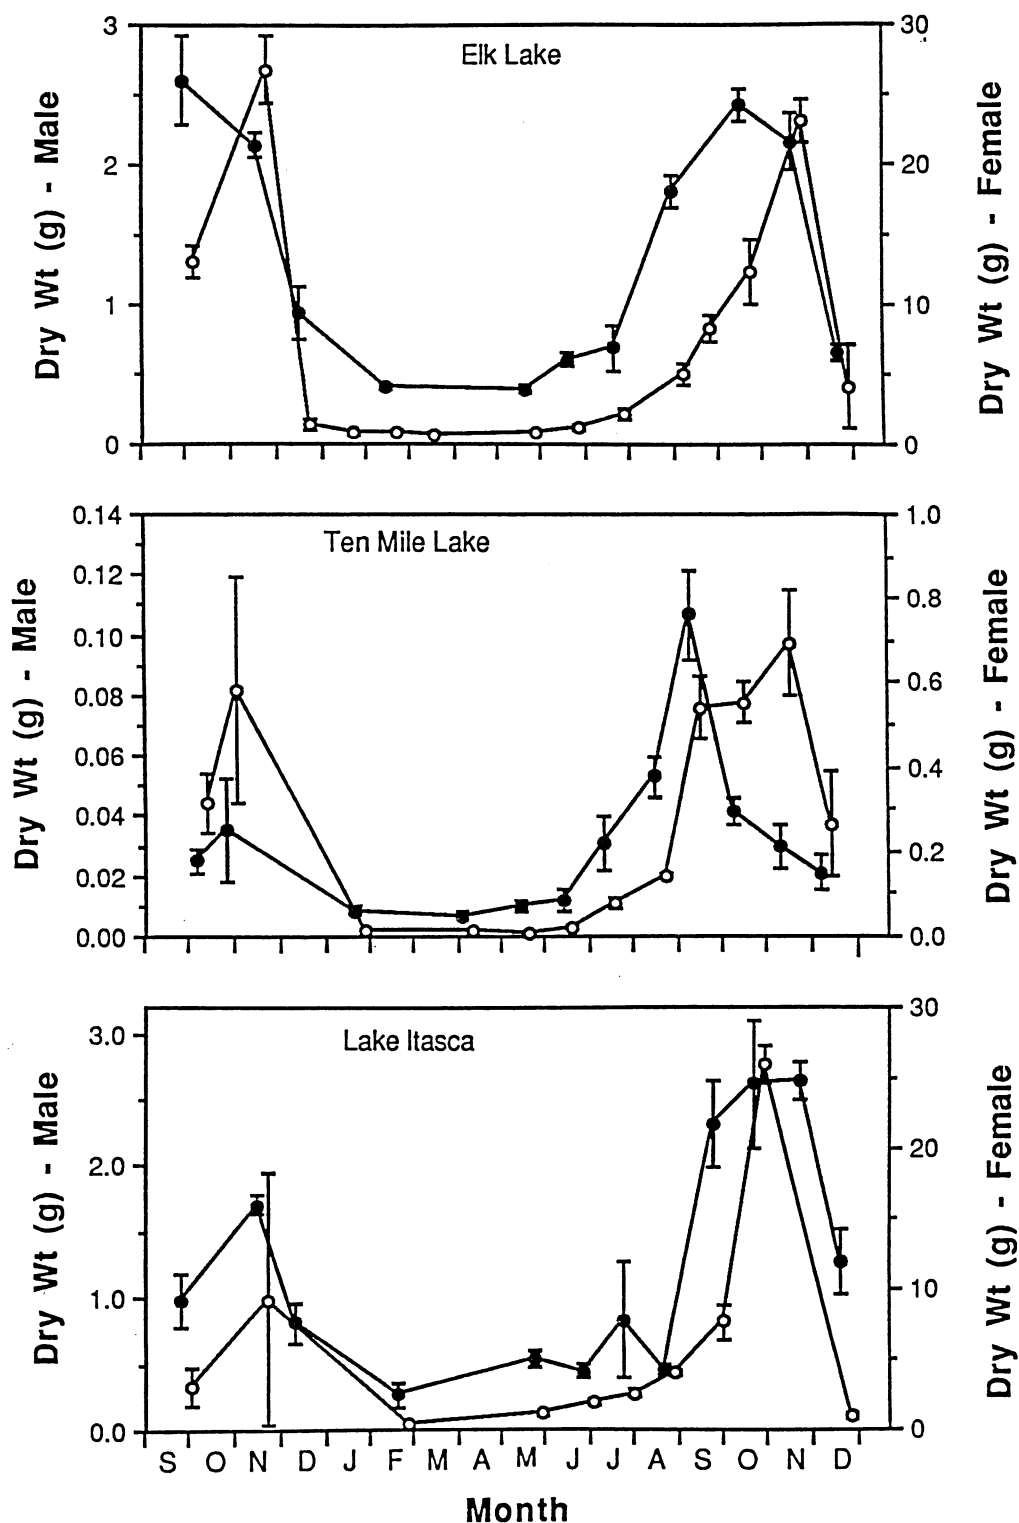 Elk Lake
Dry Wt (g) - Male
3
2
1
0
30
20
10
0
Dry Wt (g) - Female
Ten Mile Lake
Dry Wt (g) - Male
0.14
0.12
0.10
0.08
0.06
0.04
0.02
0.00
1.0
0.8
0.6
0.4
0.2
0.0
Dry Wt (g) - Female
Lake Itasca
Dry Wt (g) - Male
3.0
2.0
1.0
0.0
30
20
10
0
Dry Wt (g) - Female
S O N D J F M A M J J A S O N D
Month